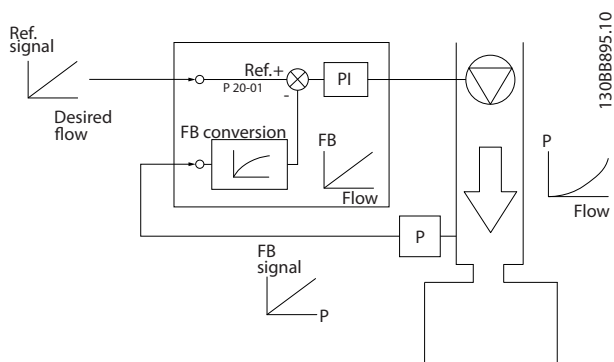 Ref.
signal
Desired
flow
Ref.+
P 20-01
-
PI
FB conversion
FB
Flow
P
FB
signal
P
P
Flow
130BB895.10